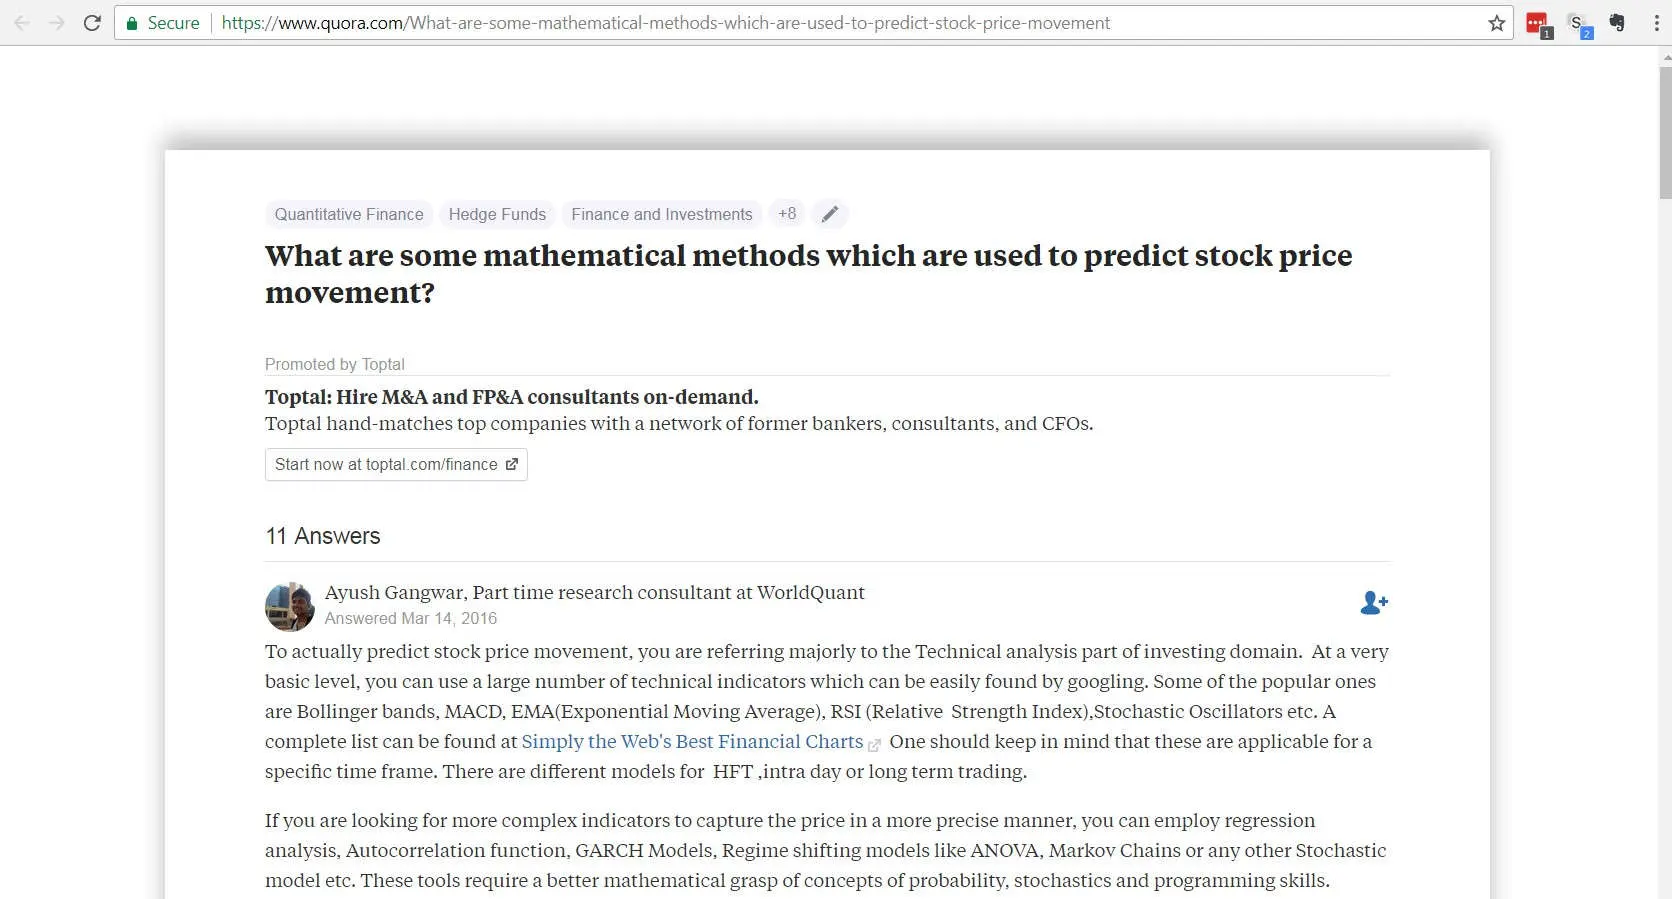 Secure https://www.quora.com/What-are-some-mathematical-methods-which-are-used-to-predict-stock-price-movement S
1 2
Quantitative Finance Hedge Funds Finance and Investments +8
What are some mathematical methods which are used to predict stock price
movement?
Promoted by Toptal
Toptal: Hire M&A and FP&A consultants on-demand.
Toptal hand-matches top companies with a network of former bankers, consultants, and CFOs.
Start now at toptal.com/finance
11 Answers
Ayush Gangwar, Part time research consultant at WorldQuant
Answered Mar 14, 2016
To actually predict stock price movement, you are referring majorly to the Technical analysis part of investing domain.  At a very
basic level, you can use a large number of technical indicators which can be easily found by googling. Some of the popular ones
are Bollinger bands, MACD, EMA(Exponential Moving Average), RSI (Relative  Strength Index),Stochastic Oscillators etc. A
complete list can be found at Simply the Web's Best Financial Charts  One should keep in mind that these are applicable for a
specific time frame. There are different models for  HFT ,intra day or long term trading.
If you are looking for more complex indicators to capture the price in a more precise manner, you can employ regression
analysis, Autocorrelation function, GARCH Models, Regime shifting models like ANOVA, Markov Chains or any other Stochastic
model etc. These tools require a better mathematical grasp of concepts of probability, stochastics and programming skills.